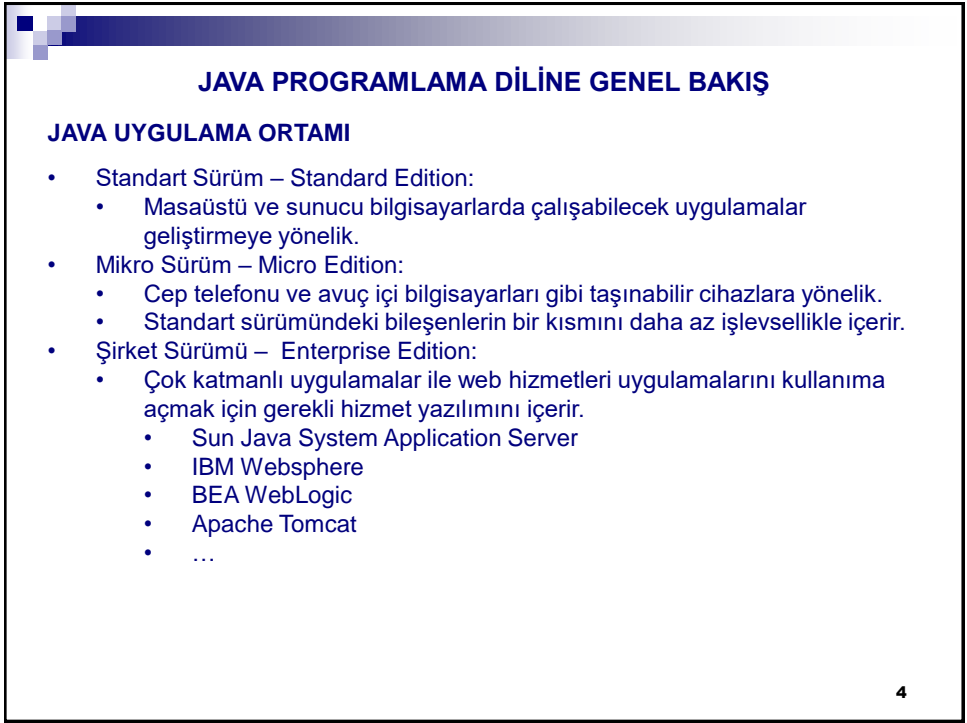 JAVA PROGRAMLAMA DİLİNE GENEL BAKIŞ
JAVA UYGULAMA ORTAMI
• Standart Sürüm – Standard Edition:
• Masaüstü ve sunucu bilgisayarlarda çalışabilecek uygulamalar
geliştirmeye yönelik.
• Mikro Sürüm – Micro Edition:
• Cep telefonu ve avuç içi bilgisayarları gibi taşınabilir cihazlara yönelik.
• Standart sürümündeki bileşenlerin bir kısmını daha az işlevsellikle içerir.
• Şirket Sürümü – Enterprise Edition:
• Çok katmanlı uygulamalar ile web hizmetleri uygulamalarını kullanıma
açmak için gerekli hizmet yazılımını içerir.
• Sun Java System Application Server
• IBM Websphere
• BEA WebLogic
• Apache Tomcat
• …
4